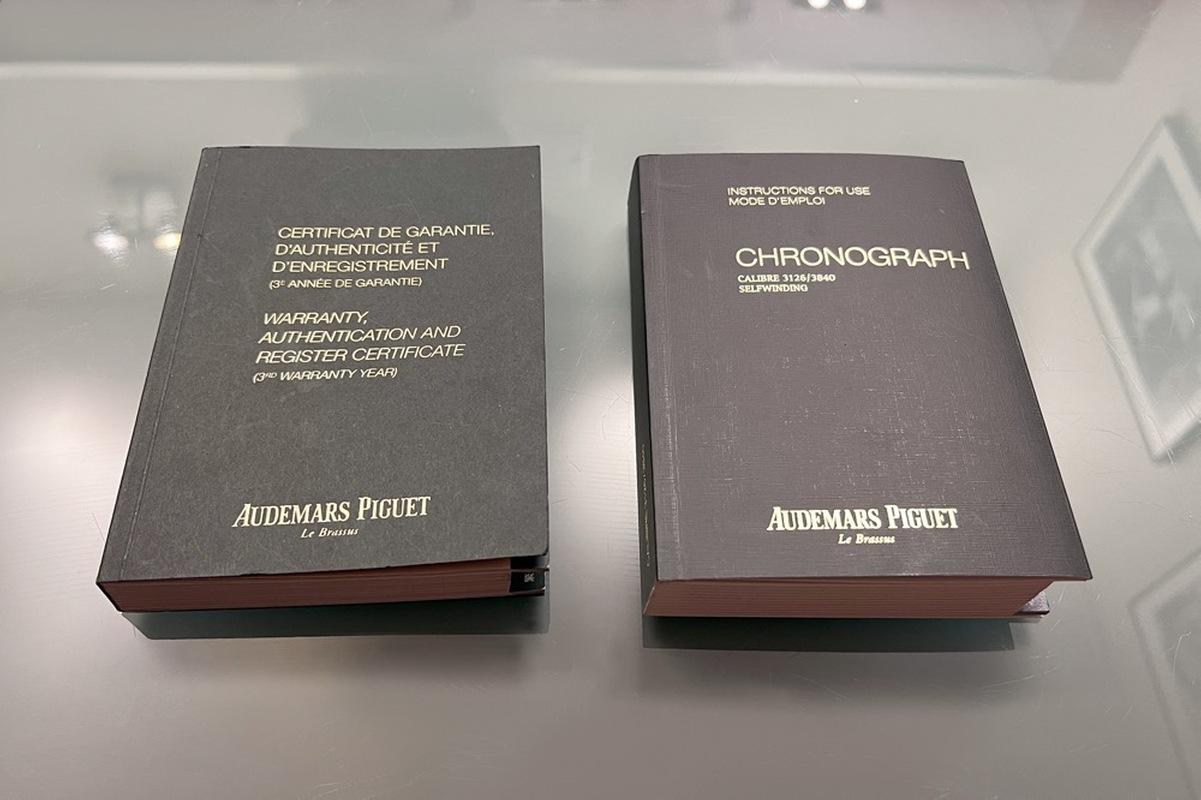 CERTIFICAT DE GARANTIE,
D'AUTHENTICITÉ ET
D'ENREGISTREMENT
(3E ANNÉE DE GARANTIE)
WARRANTY,
AUTHENTICATION AND
REGISTER CERTIFICATE
(3RD WARRANTY YEAR)
AUDEMARS PIGUET
Le Brassus
INSTRUCTIONS FOR USE
MODE D'EMPLOI
CHRONOGRAPH
CALIBRE 3126/3840
SELFWINDING
AUDEMARS PIGUET
Le Brassus